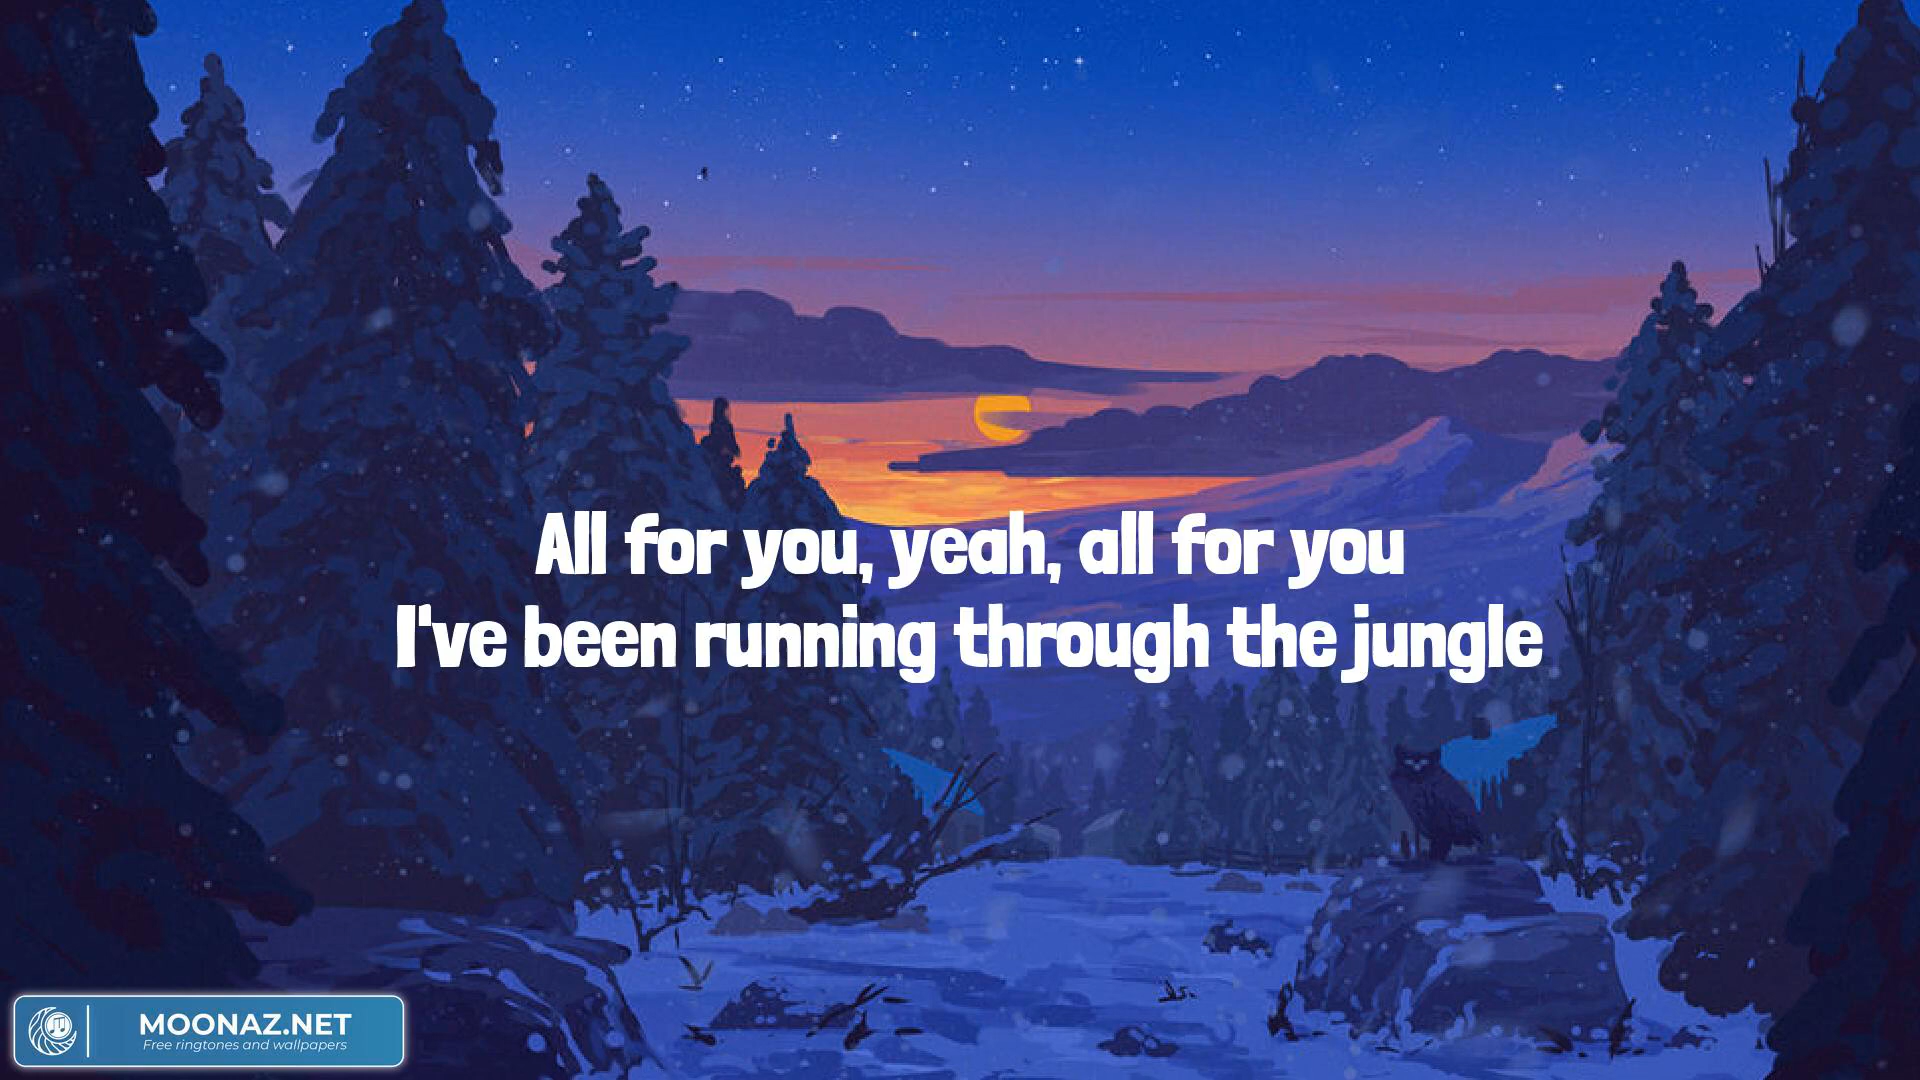 All for you, yeah, all for you
I've been running through the jungle
MOONAZ.NET
Free ringtones and wallpapers